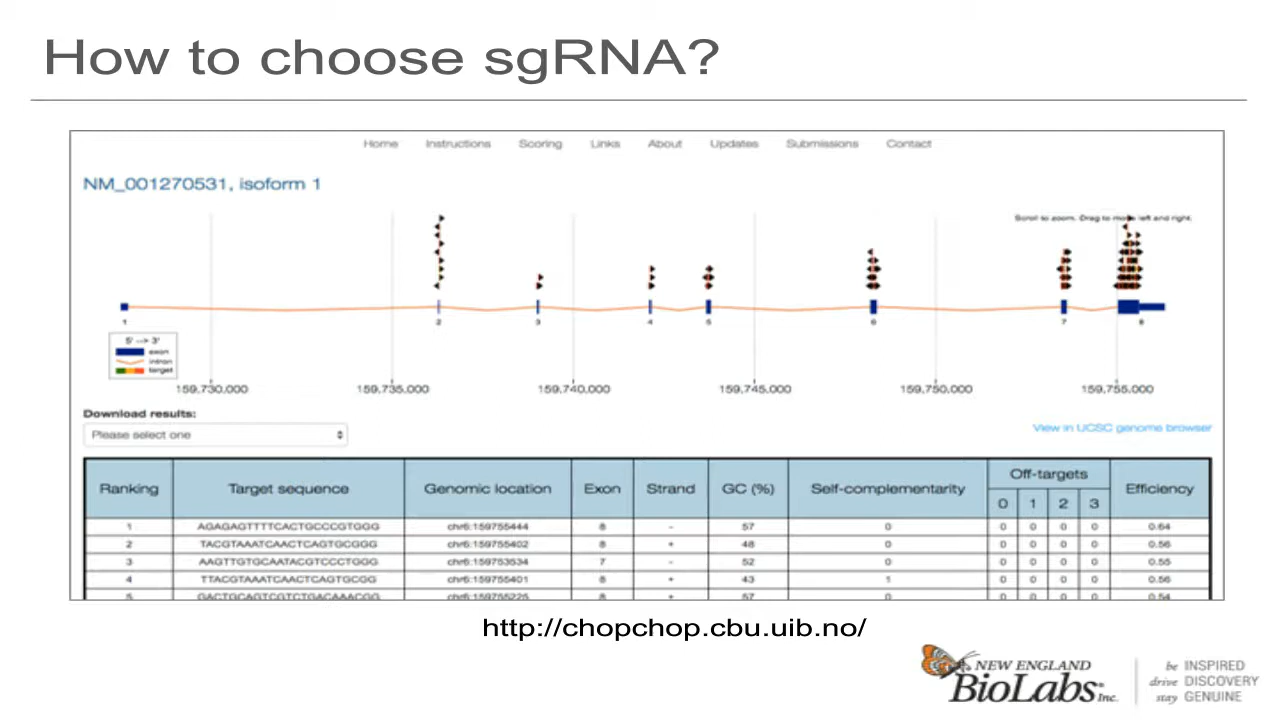 How to choose sgRNA?
Home Instructions Scoring Links About Updates Submissions Contact
NM_001270531, isoform 1
Scroll to zoom. Drag to move left and right.
1 2 3 4 5 6 7 8
5' --> 3'
exon
intron
target
159,730,000 159,735,000 159,740,000 159,745,000 159,750,000 159,755,000
Download results:
Please select one
View in UCSC genome browser
Ranking Target sequence Genomic location Exon Strand GC (%) Self-complementarity Off-targets Efficiency
0 1 2 3
1 AGAGAGTTTTCACTGCCCGTGGG chr6:159755444 8 - 57 0 0 0 0 0 0.64
2 TACGTAAATCAACTCAGTGCGGG chr6:159755402 8 + 48 0 0 0 0 0 0.56
3 AAGTTGTGCAATACGTCCCTGGG chr6:159753534 7 - 52 0 0 0 0 0 0.55
4 TTACGTAAATCAACTCAGTGCGG chr6:159755401 8 + 43 1 0 0 0 0 0.56
5 GACTGCAGTCGTCTGACAAACGG chr6:159755225 8 + 57 0 0 0 0 0 0.54
http://chopchop.cbu.uib.no/
NEW ENGLAND
BioLabs Inc.
be INSPIRED
drive DISCOVERY
stay GENUINE